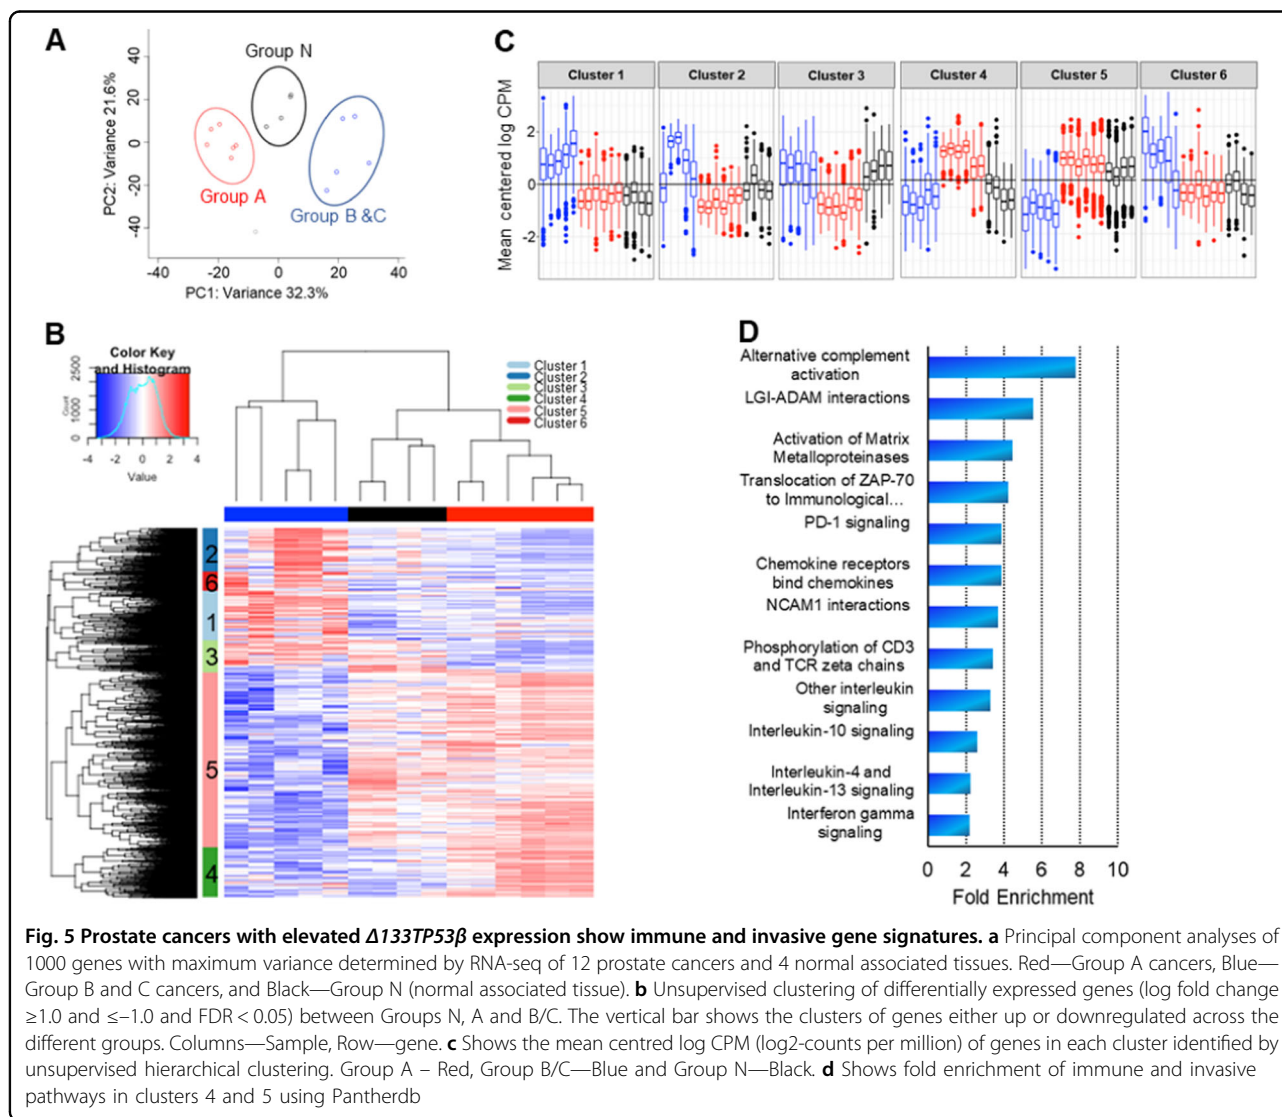 A
Group N
PC2: Variance 21.6%
40
20
0
-20
-40
Group A
Group B &C
-40 -20 0 20 40
PC1: Variance 32.3%
C
Mean centered log CPM
Cluster 1 Cluster 2 Cluster 3 Cluster 4 Cluster 5 Cluster 6
2
0
-2
B
Color Key
and Histogram
Count
0 1000 2500
-4 -2 0 2 4
Value
Cluster 1
Cluster 2
Cluster 3
Cluster 4
Cluster 5
Cluster 6
2
6
1
3
5
4
D
Alternative complement
activation
LGI-ADAM interactions
Activation of Matrix
Metalloproteinases
Translocation of ZAP-70
to Immunological...
PD-1 signaling
Chemokine receptors
bind chemokines
NCAM1 interactions
Phosphorylation of CD3
and TCR zeta chains
Other interleukin
signaling
Interleukin-10 signaling
Interleukin-4 and
Interleukin-13 signaling
Interferon gamma
signaling
0 2 4 6 8 10
Fold Enrichment
Fig. 5 Prostate cancers with elevated Δ133TP53β expression show immune and invasive gene signatures. a Principal component analyses of
1000 genes with maximum variance determined by RNA-seq of 12 prostate cancers and 4 normal associated tissues. Red—Group A cancers, Blue—
Group B and C cancers, and Black—Group N (normal associated tissue). b Unsupervised clustering of differentially expressed genes (log fold change
≥1.0 and ≤−1.0 and FDR < 0.05) between Groups N, A and B/C. The vertical bar shows the clusters of genes either up or downregulated across the
different groups. Columns—Sample, Row—gene. c Shows the mean centred log CPM (log2-counts per million) of genes in each cluster identified by
unsupervised hierarchical clustering. Group A – Red, Group B/C—Blue and Group N—Black. d Shows fold enrichment of immune and invasive
pathways in clusters 4 and 5 using Pantherdb